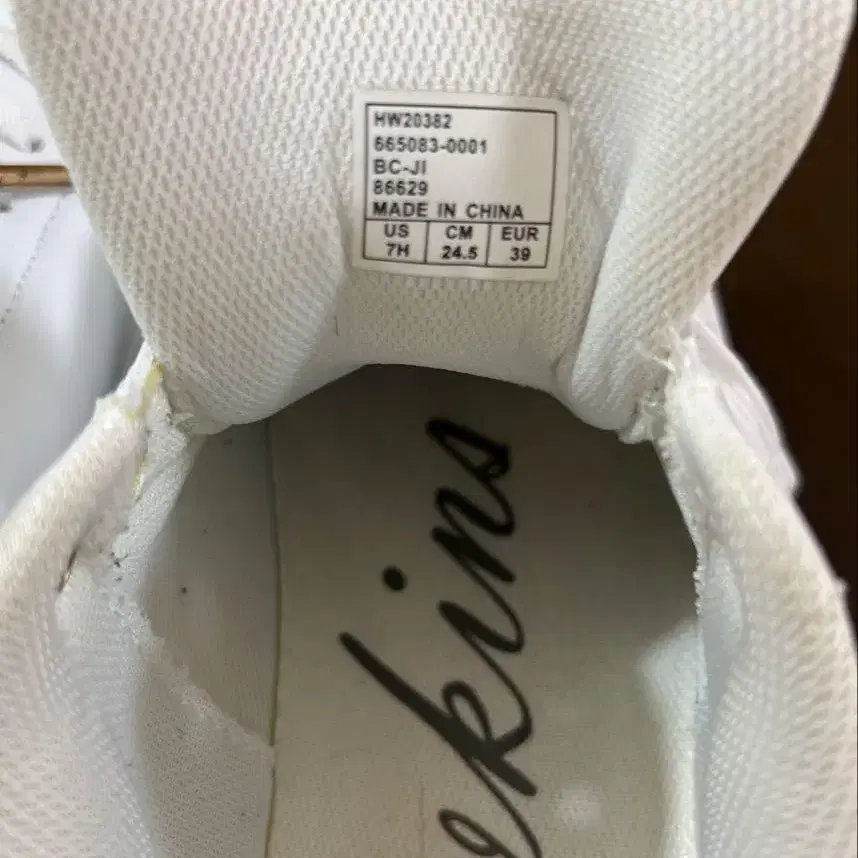 HW20382
665083-0001
BC-JI
86629
MADE IN CHINA
US CM EUR
7H 24.5 39